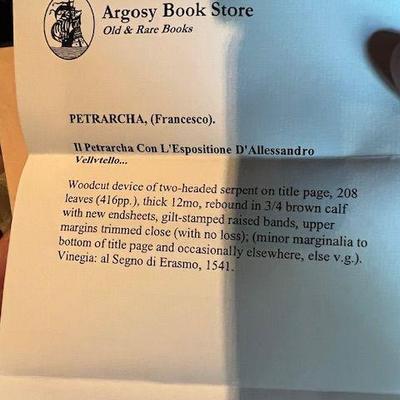 Argosy Book Store
Old & Rare Books
PETRARCHA, (Francesco).
Il Petrarcha Con L'Espositione D'Allessandro
Vellvtello...
Woodcut device of two-headed serpent on title page, 208
leaves (416pp.), thick 12mo, rebound in 3/4 brown calf
with new endsheets, gilt-stamped raised bands, upper
margins trimmed close (with no loss); (minor marginalia to
bottom of title page and occasionally elsewhere, else v.g.).
Vinegia: al Segno di Erasmo, 1541.